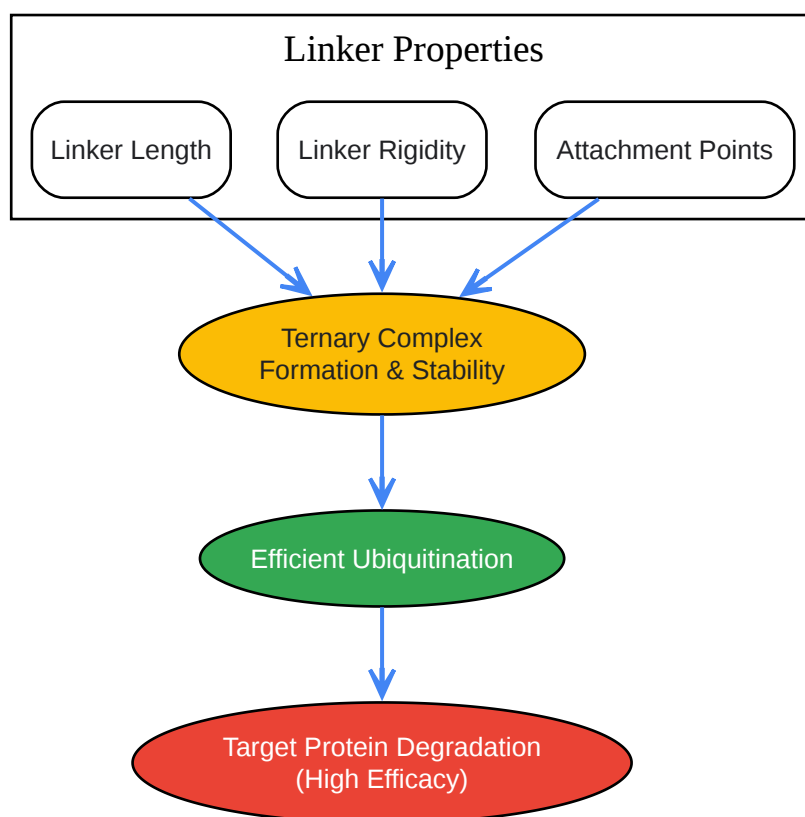 Linker Properties
Linker Length
Linker Rigidity
Attachment Points
Ternary Complex
Formation & Stability
Efficient Ubiquitination
Target Protein Degradation
(High Efficacy)